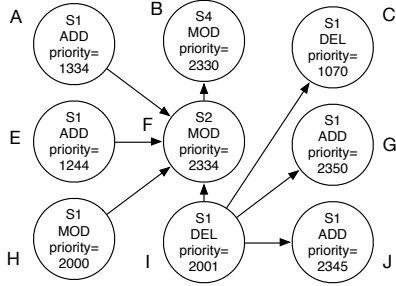 A
S1
ADD
priority=
1334
B
S4
MOD
priority=
2330
C
S1
DEL
priority=
1070
E
S1
ADD
priority=
1244
F
S2
MOD
priority=
2334
G
S1
ADD
priority=
2350
H
S1
MOD
priority=
2000
I
S1
DEL
priority=
2001
J
S1
ADD
priority=
2345